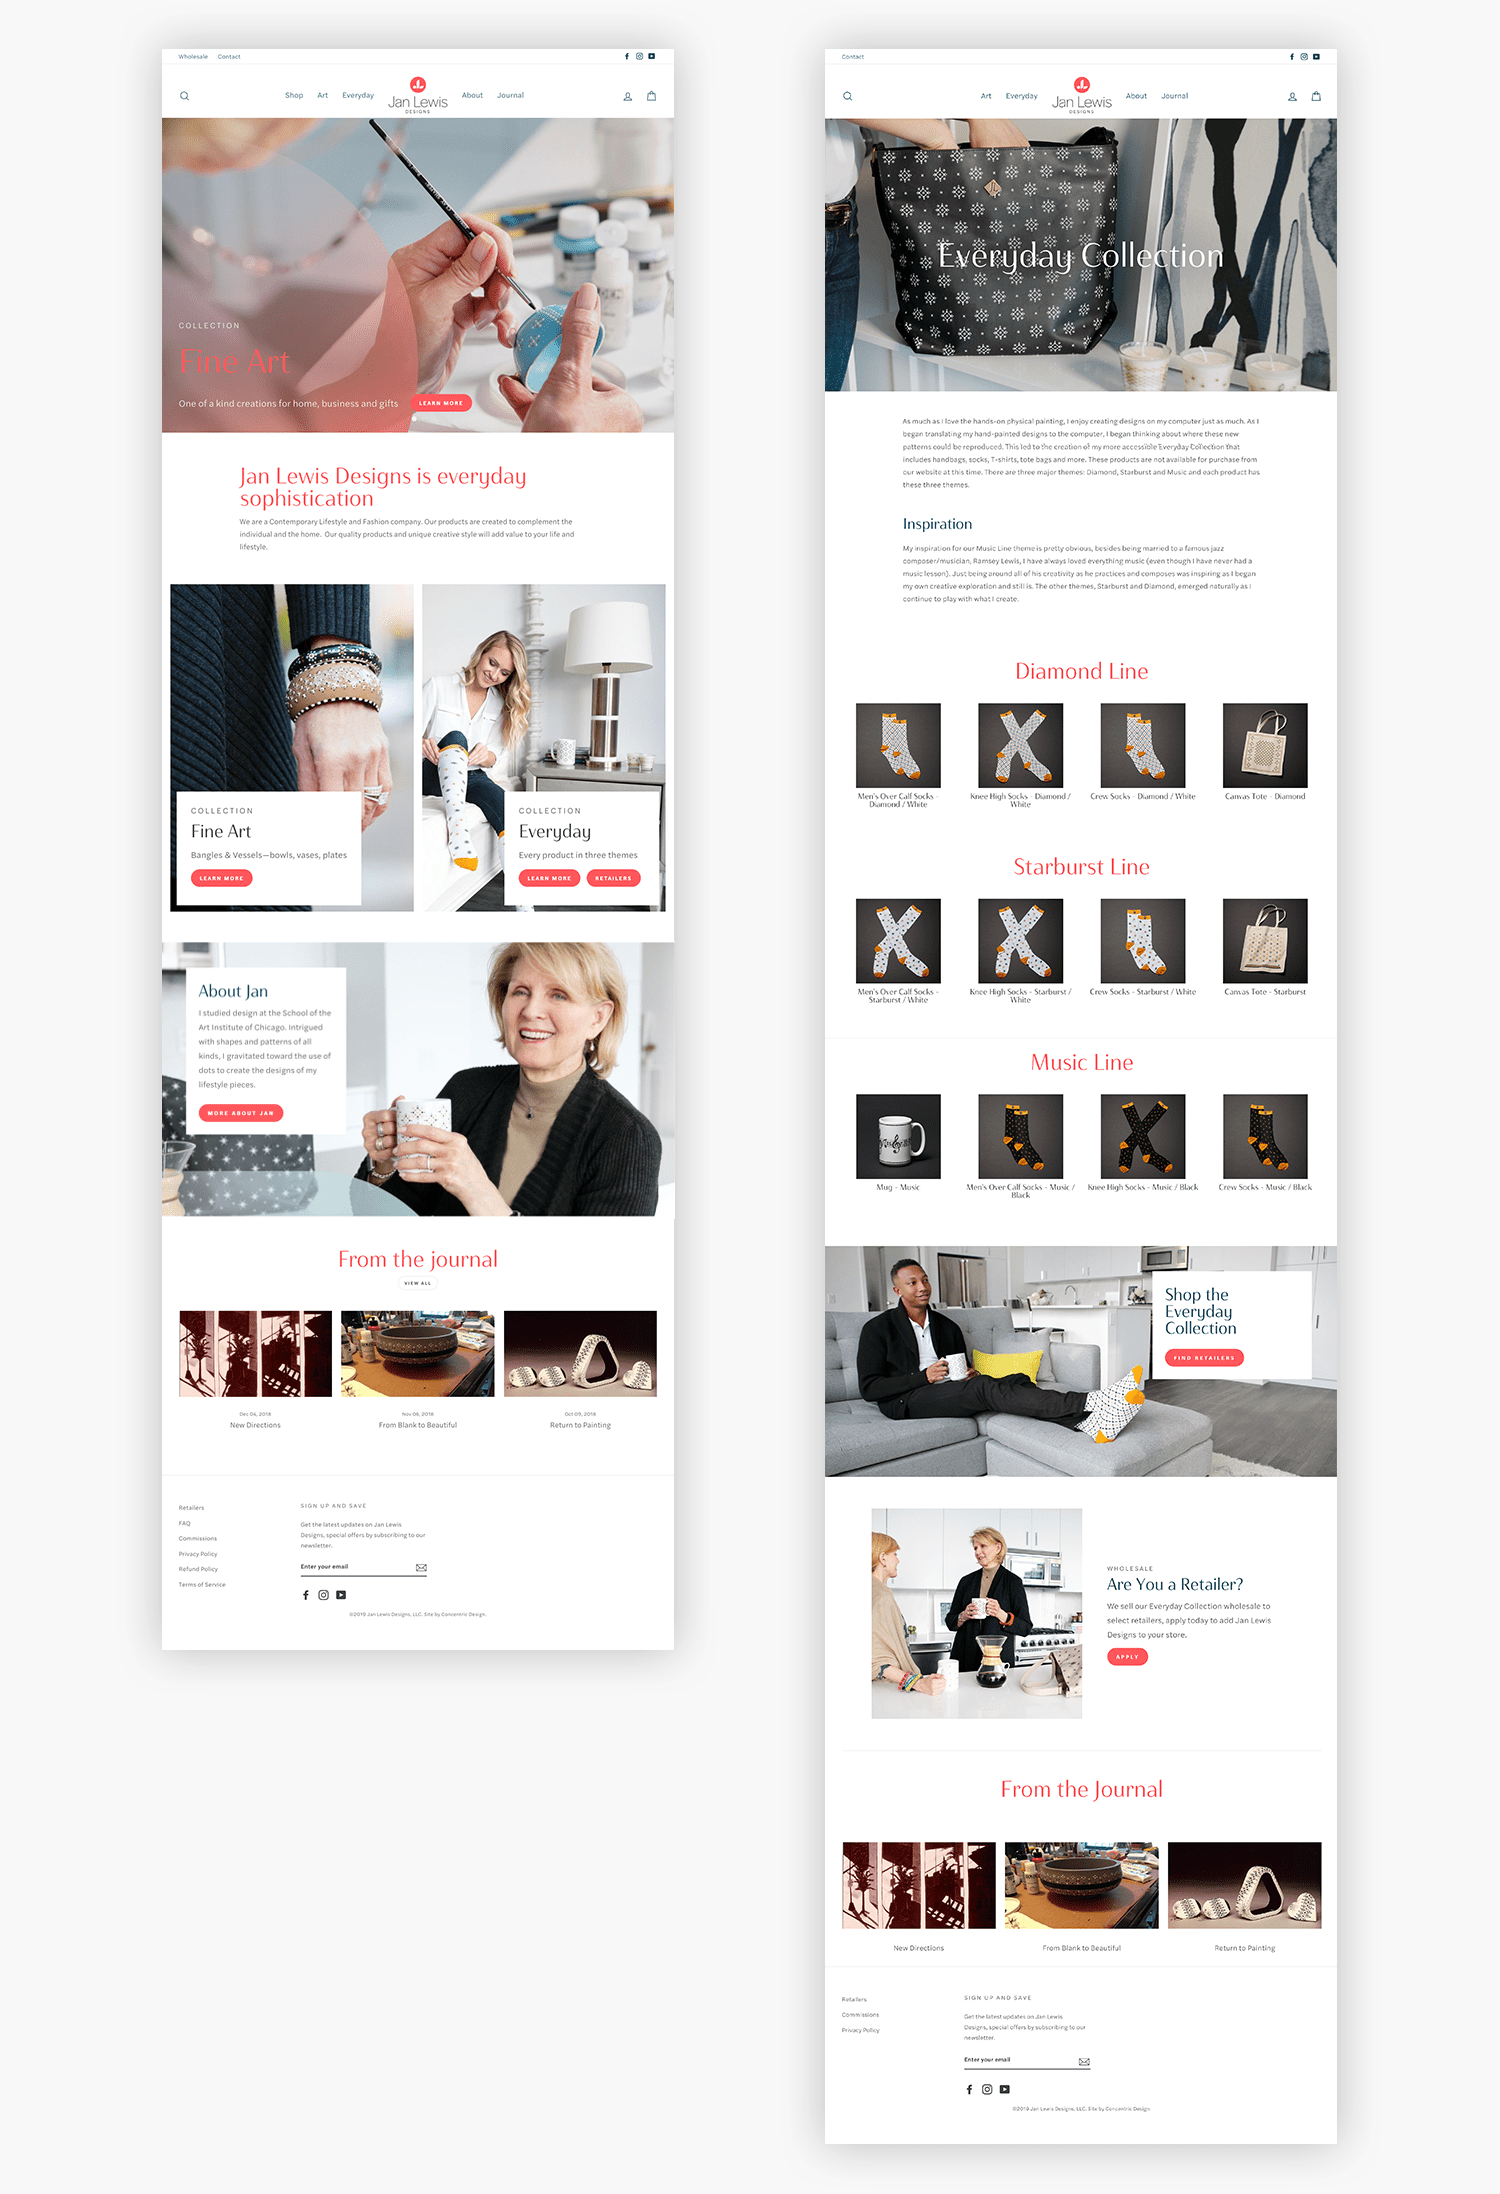 Wholesale Contact
Shop Art Everyday
Jan Lewis
DESIGNS
About Journal
COLLECTION
Fine Art
One of a kind creations for home, business and gifts
LEARN MORE
Jan Lewis Designs is everyday
sophistication
We are a Contemporary Lifestyle and Fashion company. Our products are created to complement the
individual and the home. Our quality products and unique creative style will add value to your life and
lifestyle.
COLLECTION
Fine Art
Bangles & Vessels—bowls, vases, plates
LEARN MORE
COLLECTION
Everyday
Every product in three themes
LEARN MORE RETAILERS
About Jan
I studied design at the School of the
Art Institute of Chicago. Intrigued
with shapes and patterns of all
kinds, I gravitated toward the use of
dots to create the designs of my
lifestyle pieces.
MORE ABOUT JAN
From the journal
VIEW ALL
Dec 04, 2018
New Directions
Nov 08, 2018
From Blank to Beautiful
Oct 09, 2018
Return to Painting
Retailers
FAQ
Commissions
Privacy Policy
Refund Policy
Terms of Service
SIGN UP AND SAVE
Get the latest updates on Jan Lewis
Designs, special offers by subscribing to our
newsletter.
Enter your email
©2019 Jan Lewis Designs, LLC. Site by Concentric Design.
Contact
Art Everyday
Jan Lewis
DESIGNS
About Journal
JL
Everyday Collection
As much as I love the hands-on physical painting, I enjoy creating designs on my computer just as much. As I
began translating my hand-painted designs to the computer, I began thinking about where these new
patterns could be reproduced. This led to the creation of my more accessible Everyday Collection that
includes handbags, socks, T-shirts, tote bags and more. These products are not available for purchase from
our website at this time. There are three major themes: Diamond, Starburst and Music and each product has
these three themes.
Inspiration
My inspiration for our Music Line theme is pretty obvious, besides being married to a famous jazz
composer/musician, Ramsey Lewis, I have always loved everything music (even though I have never had a
music lesson). Just being around all of his creativity as he practices and composes was inspiring as I began
my own creative exploration and still is. The other themes, Starburst and Diamond, emerged naturally as I
continue to play with what I create.
Diamond Line
Men's Over Calf Socks -
Diamond / White
Knee High Socks - Diamond /
White
Crew Socks - Diamond / White
Canvas Tote - Diamond
Starburst Line
Men's Over Calf Socks -
Starburst / White
Knee High Socks - Starburst /
White
Crew Socks - Starburst / White
Canvas Tote - Starburst
Music Line
Mug - Music
Men's Over Calf Socks - Music /
Black
Knee High Socks - Music / Black
Crew Socks - Music / Black
Shop the
Everyday
Collection
FIND RETAILERS
WHOLESALE
Are You a Retailer?
We sell our Everyday Collection wholesale to
select retailers, apply today to add Jan Lewis
Designs to your store.
APPLY
From the Journal
New Directions
From Blank to Beautiful
Return to Painting
Retailers
Commissions
Privacy Policy
SIGN UP AND SAVE
Get the latest updates on Jan Lewis
Designs, special offers by subscribing to our
newsletter.
Enter your email
©2019 Jan Lewis Designs, LLC. Site by Concentric Design.